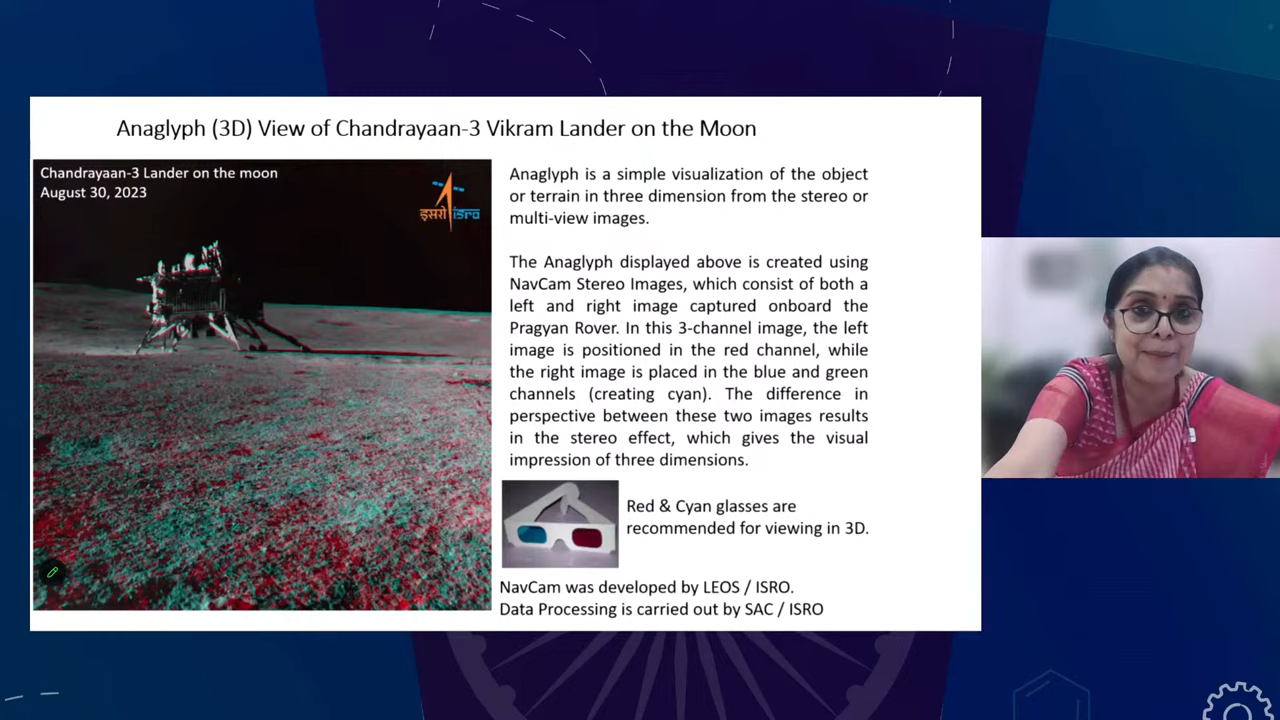 Anaglyph (3D) View of Chandrayaan-3 Vikram Lander on the Moon
Chandrayaan-3 Lander on the moon
August 30, 2023
इसरो isro
Anaglyph is a simple visualization of the object
or terrain in three dimension from the stereo or
multi-view images.
The Anaglyph displayed above is created using
NavCam Stereo Images, which consist of both a
left and right image captured onboard the
Pragyan Rover. In this 3-channel image, the left
image is positioned in the red channel, while
the right image is placed in the blue and green
channels (creating cyan). The difference in
perspective between these two images results
in the stereo effect, which gives the visual
impression of three dimensions.
Red & Cyan glasses are
recommended for viewing in 3D.
NavCam was developed by LEOS / ISRO.
Data Processing is carried out by SAC / ISRO